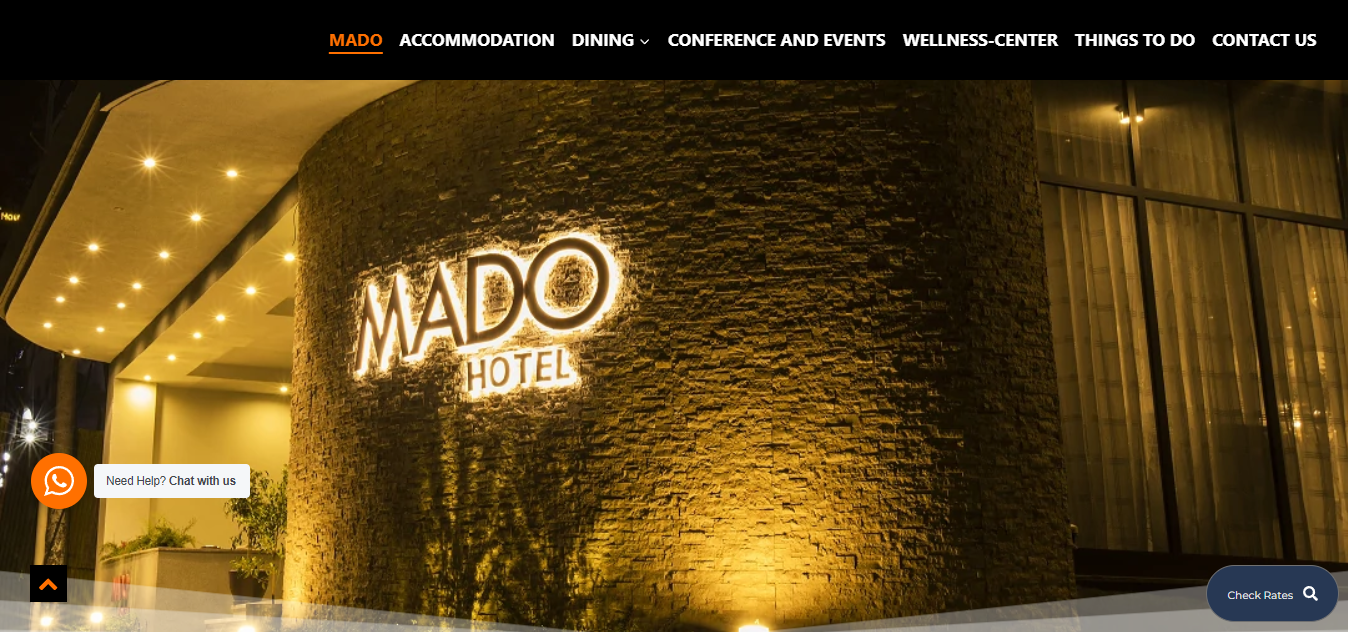 MADO ACCOMMODATION DINING CONFERENCE AND EVENTS WELLNESS-CENTER THINGS TO DO CONTACT US
MADO
HOTEL
Need Help? Chat with us
Check Rates